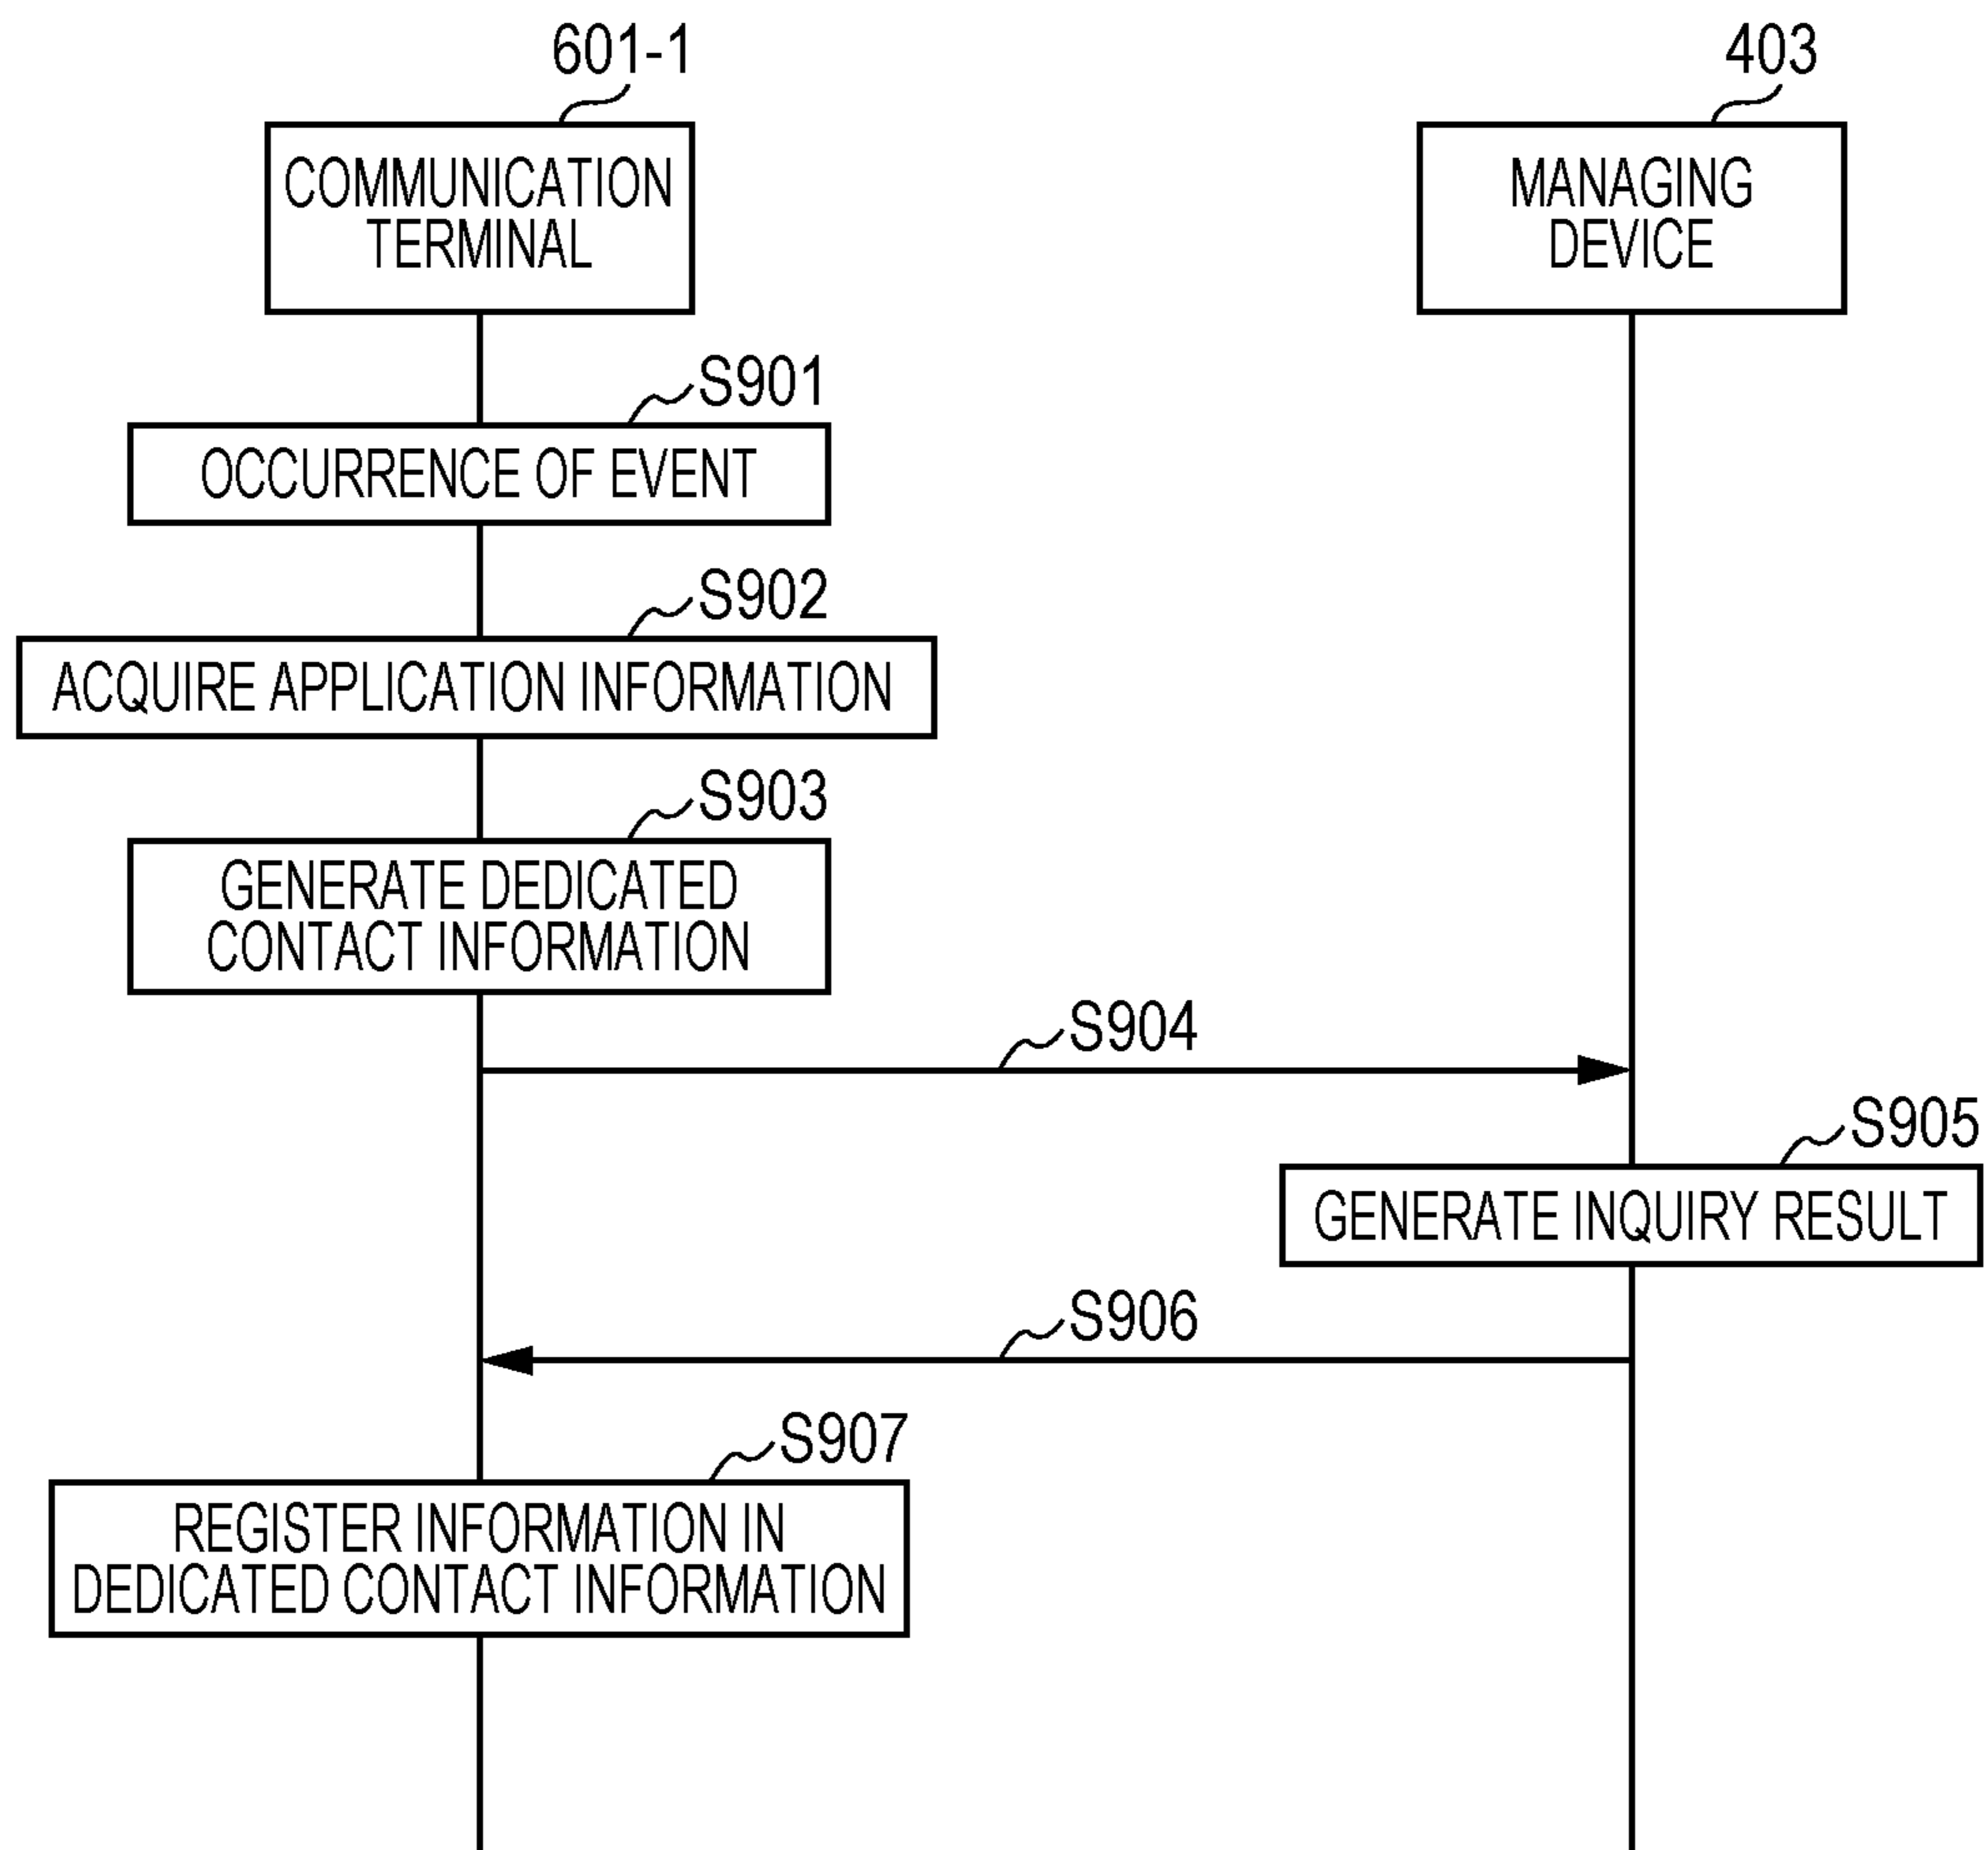 601-1
403
COMMUNICATION
TERMINAL
MANAGING
DEVICE
S901
OCCURRENCE OF EVENT
S902
ACQUIRE APPLICATION INFORMATION
S903
GENERATE DEDICATED
CONTACT INFORMATION
S904
S905
GENERATE INQUIRY RESULT
S906
S907
REGISTER INFORMATION IN
DEDICATED CONTACT INFORMATION